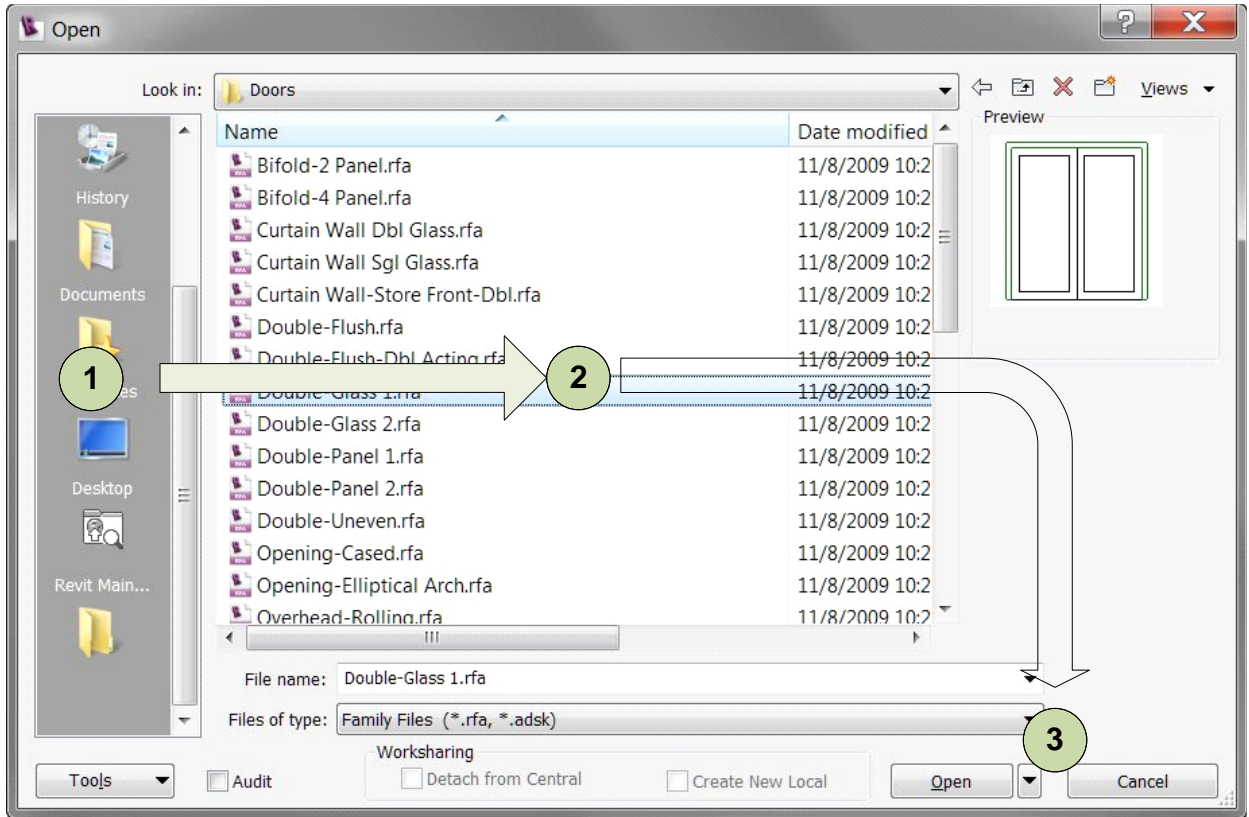 Open
Look in: Doors Views
Name Date modified Preview
Bifold-2 Panel.rfa 11/8/2009 10:2
Bifold-4 Panel.rfa 11/8/2009 10:2
Curtain Wall Dbl Glass.rfa 11/8/2009 10:2
Curtain Wall Sgl Glass.rfa 11/8/2009 10:2
Curtain Wall-Store Front-Dbl.rfa 11/8/2009 10:2
Double-Flush.rfa 11/8/2009 10:2
Double-Flush-Dbl Acting.rfa 11/8/2009 10:2
Double-Glass 1.rfa 11/8/2009 10:2
Double-Glass 2.rfa 11/8/2009 10:2
Double-Panel 1.rfa 11/8/2009 10:2
Double-Panel 2.rfa 11/8/2009 10:2
Double-Uneven.rfa 11/8/2009 10:2
Opening-Cased.rfa 11/8/2009 10:2
Opening-Elliptical Arch.rfa 11/8/2009 10:2
Overhead-Rolling.rfa 11/8/2009 10:2
History
Documents
Desktop
Revit Main...
1
2
3
File name: Double-Glass 1.rfa
Files of type: Family Files (*.rfa, *.adsk)
Worksharing
Tools Audit Detach from Central Create New Local Open Cancel